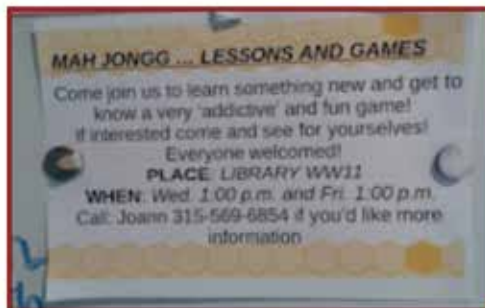 MAH JONGG ... LESSONS AND GAMES
Come join us to learn something new and get to
know a very 'addictive' and fun game!
If interested come and see for yourselves!
Everyone welcomed!
PLACE: LIBRARY WW11
WHEN: Wed. 1:00 p.m. and Fri. 1:00 p.m.
Call: Joann 315-569-6854 if you'd like more
information